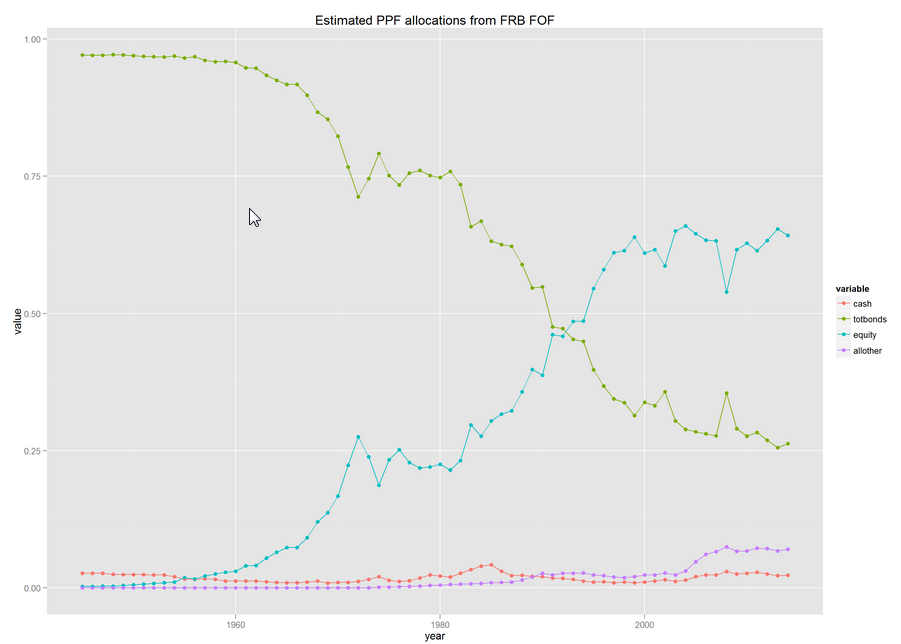 Estimated PPF allocations from FRB FOF
1.00
0.75
0.50
0.25
0.00
value
1960
1980
2000
year
variable
cash
totbonds
equity
allother